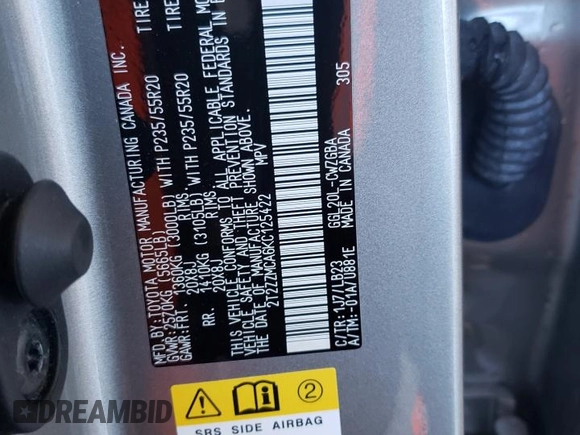 MFD. BY: TOYOTA MOTOR MANUFACTURING CANADA INC.
GVWR: 2570KG (5665LB)
GAWR: FRT. 1360KG (3000LB) WITH P235/55R20 TIRE
20X8J RIMS,
RR. 1410KG (3105LB) WITH P235/55R20 TIRE
20X8J RIMS,
THIS VEHICLE CONFORMS TO ALL APPLICABLE FEDERAL MO
VEHICLE SAFETY AND THEFT PREVENTION STANDARDS IN E
ON THE DATE OF MANUFACTURE SHOWN ABOVE.
2T2ZZMCA6KC125422 MPV
C/TR: 1J7/LB23 GGL20L-CWZGBA
A/TM: -01A/U881E MADE IN CANADA 305
2
SRS SIDE AIRBAG
DREAMBID